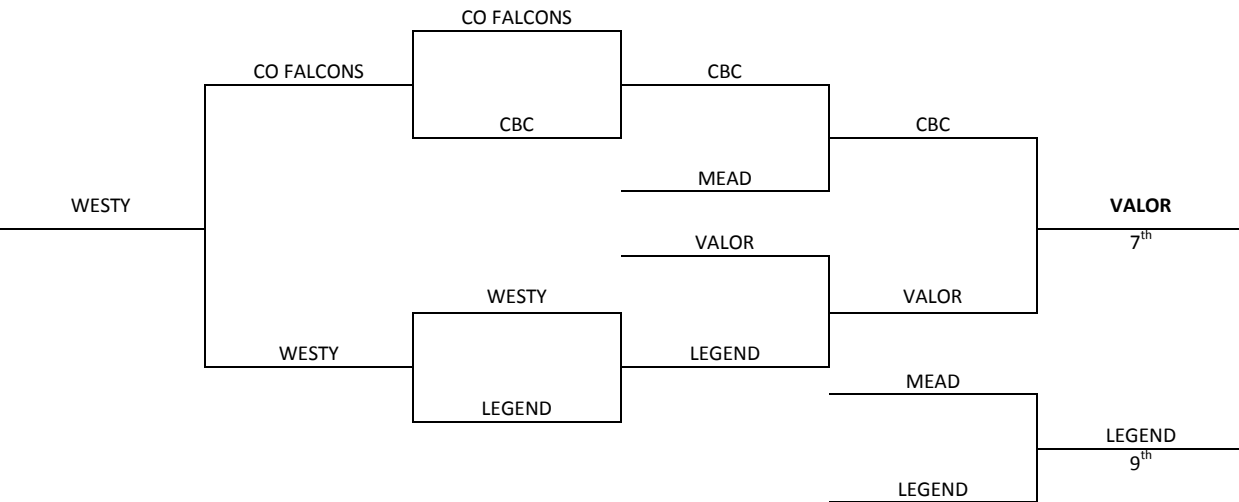 CO FALCONS
CO FALCONS
CBC
CBC
CBC
MEAD
WESTY
VALOR
7th
VALOR
WESTY
VALOR
WESTY
LEGEND
MEAD
LEGEND
LEGEND
9th
LEGEND